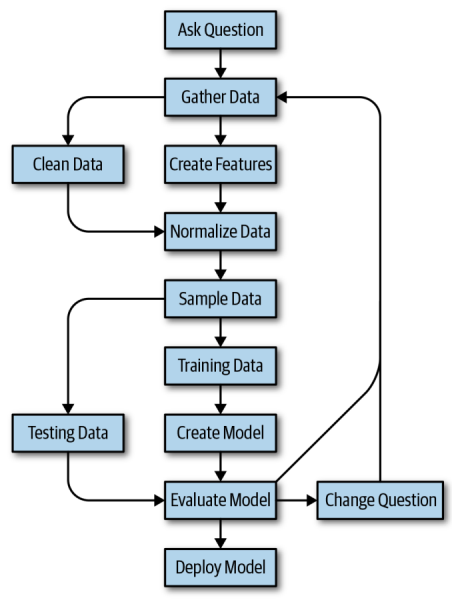 Ask Question
Gather Data
Clean Data
Create Features
Normalize Data
Sample Data
Training Data
Testing Data
Create Model
Evaluate Model
Change Question
Deploy Model